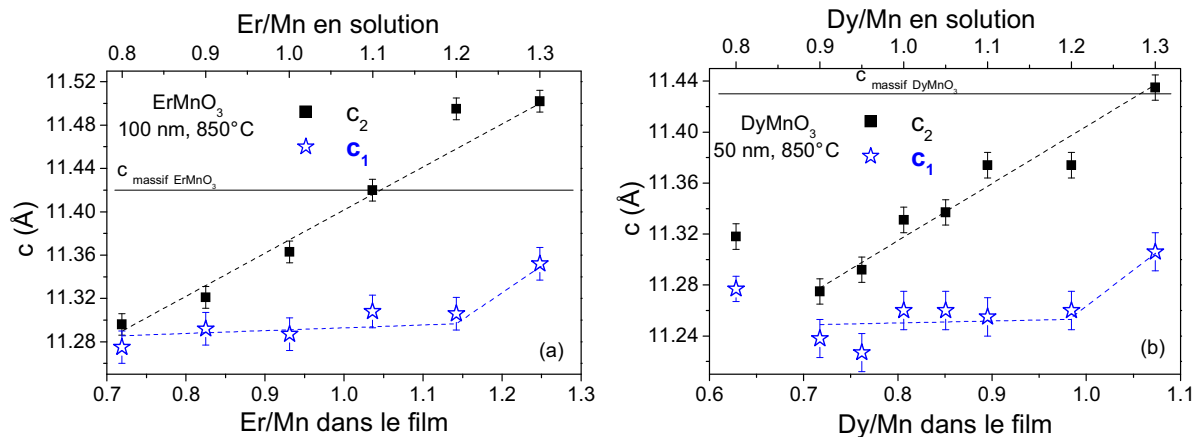 Er/Mn en solution
0.8 0.9 1.0 1.1 1.2 1.3
11.52
11.48
11.44
11.40
11.36
11.32
11.28
c (Å)
ErMnO3
100 nm, 850°C
c2
c1
c massif ErMnO3
(a)
0.7 0.8 0.9 1.0 1.1 1.2 1.3
Er/Mn dans le film
Dy/Mn en solution
0.8 0.9 1.0 1.1 1.2 1.3
11.44
11.40
11.36
11.32
11.28
11.24
c (Å)
c massif DyMnO3
DyMnO3
50 nm, 850°C
c2
c1
(b)
0.6 0.7 0.8 0.9 1.0 1.1
Dy/Mn dans le film